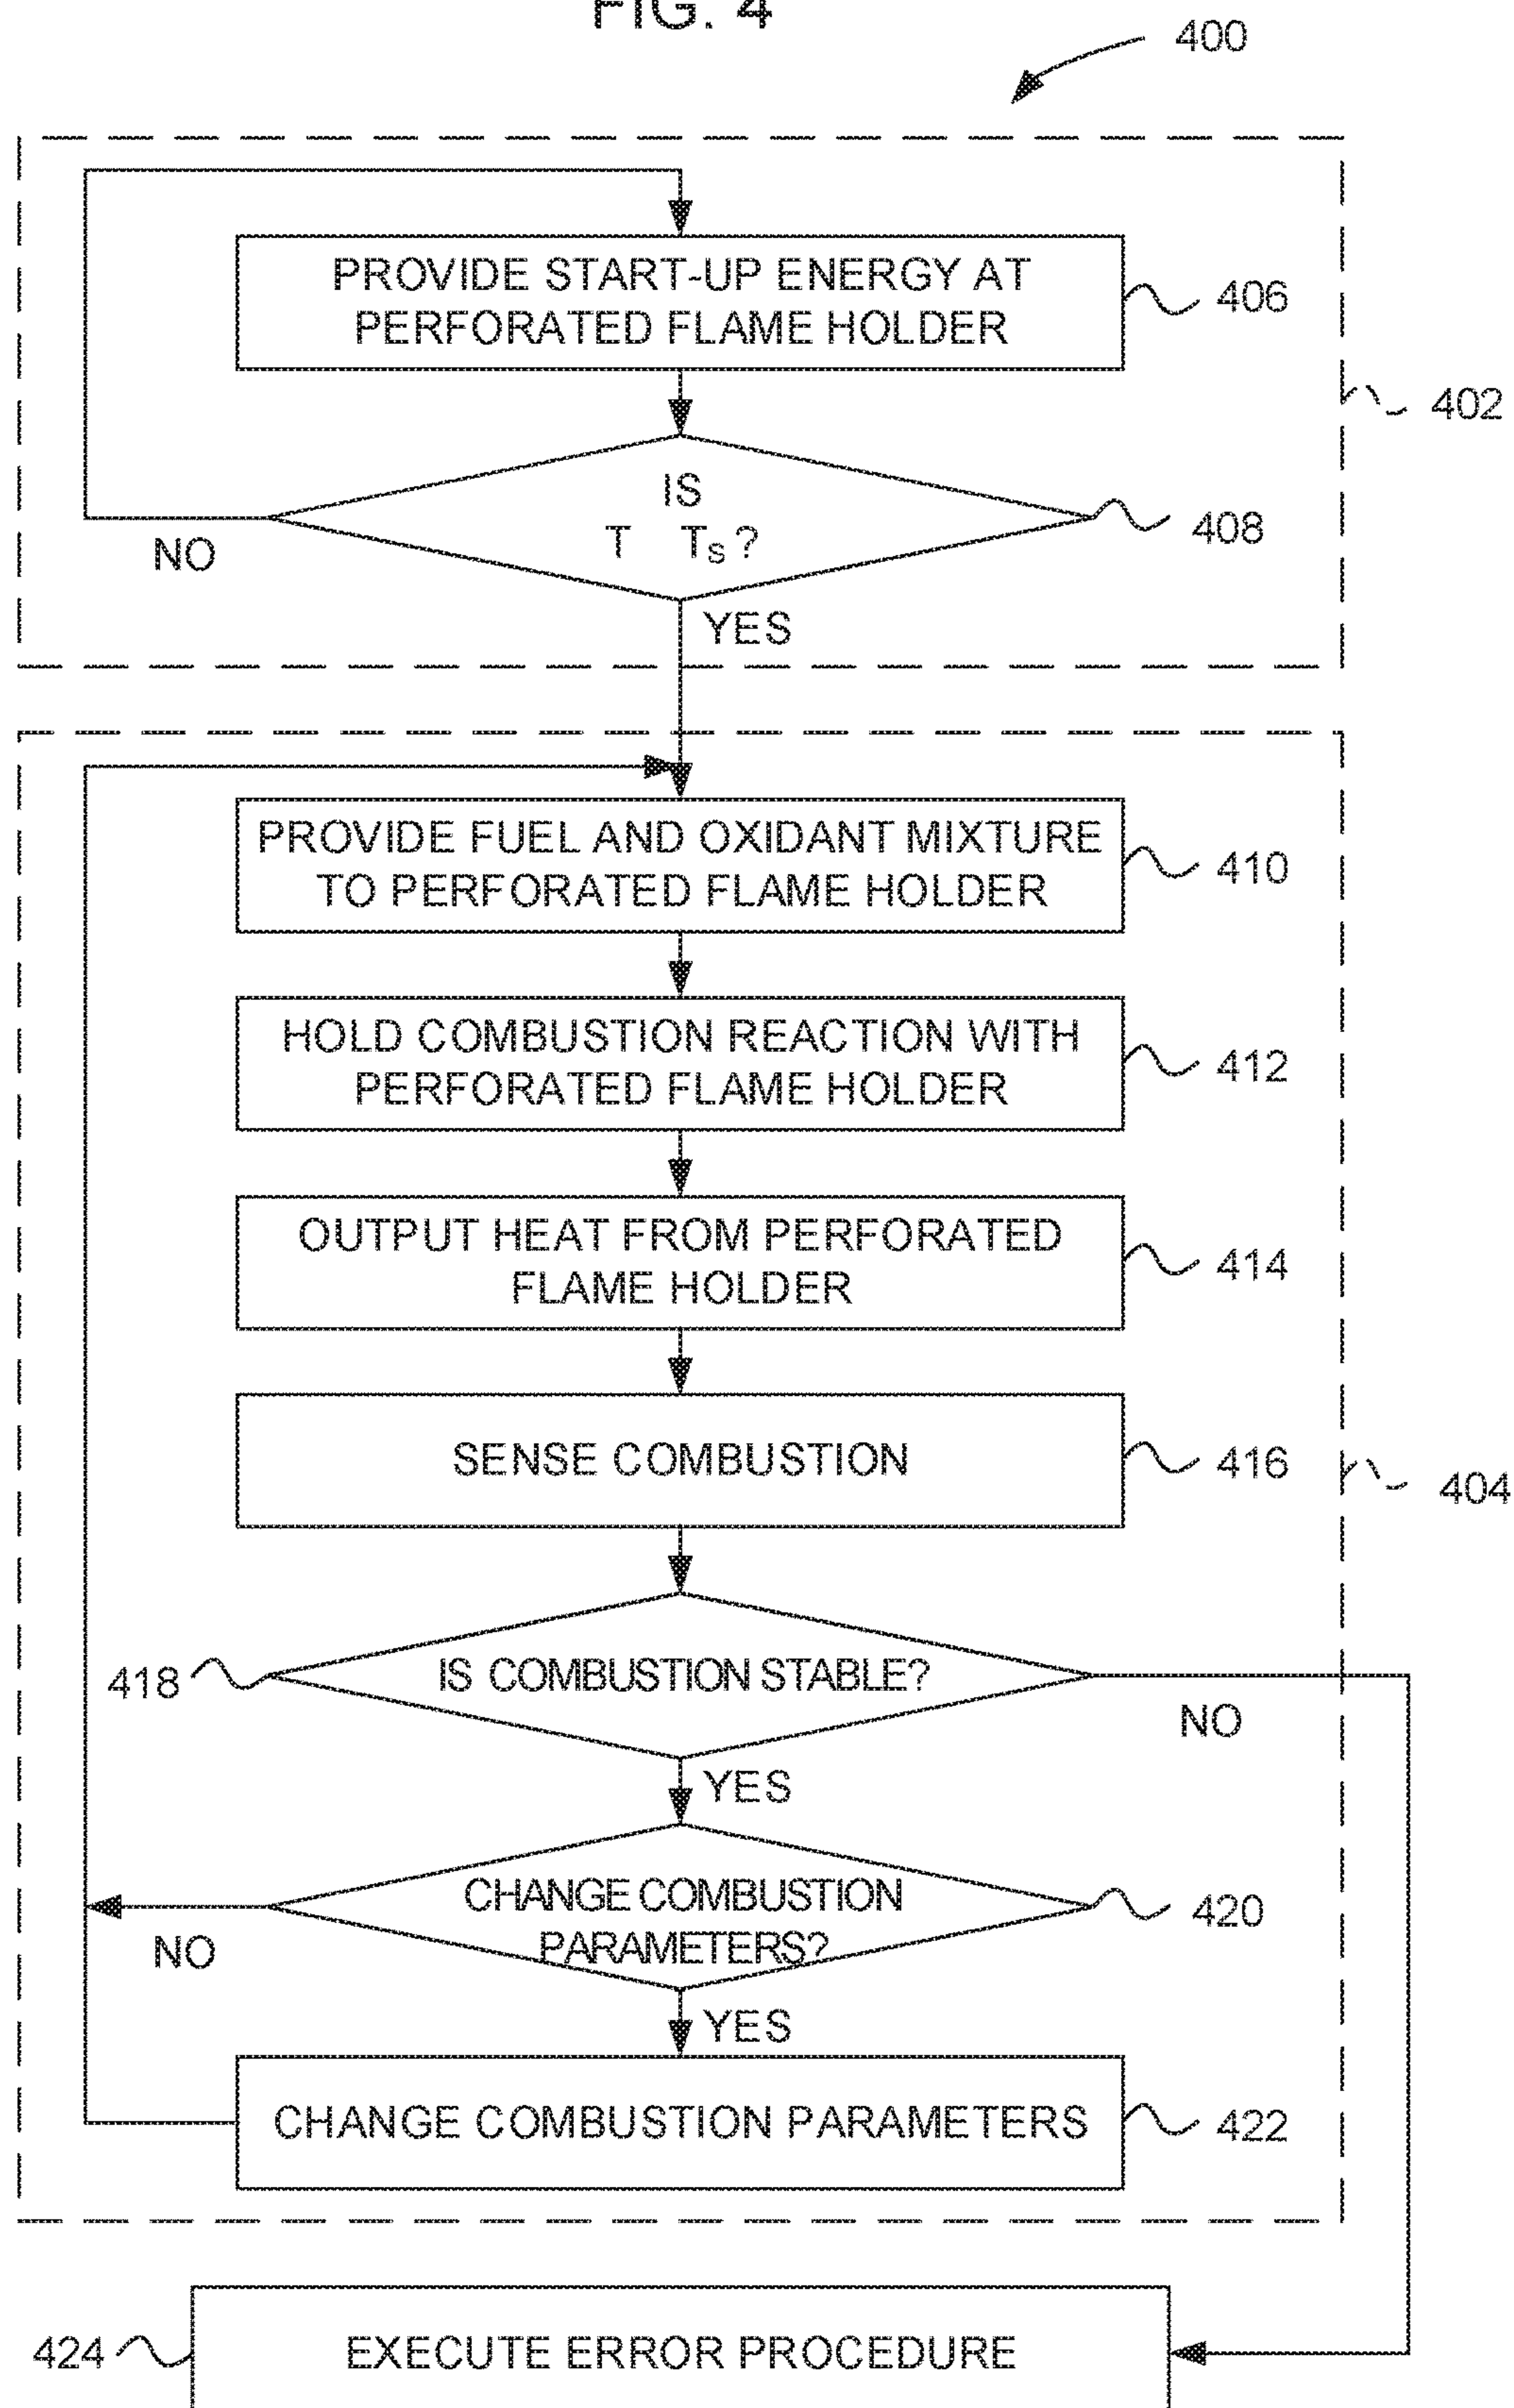 FIG. 4
400
PROVIDE START-UP ENERGY AT
PERFORATED FLAME HOLDER
406
402
IS
T TS ?
408
NO
YES
PROVIDE FUEL AND OXIDANT MIXTURE
TO PERFORATED FLAME HOLDER
410
HOLD COMBUSTION REACTION WITH
PERFORATED FLAME HOLDER
412
OUTPUT HEAT FROM PERFORATED
FLAME HOLDER
414
SENSE COMBUSTION
416
404
418
IS COMBUSTION STABLE?
NO
YES
CHANGE COMBUSTION
PARAMETERS?
420
NO
YES
CHANGE COMBUSTION PARAMETERS
422
424
EXECUTE ERROR PROCEDURE